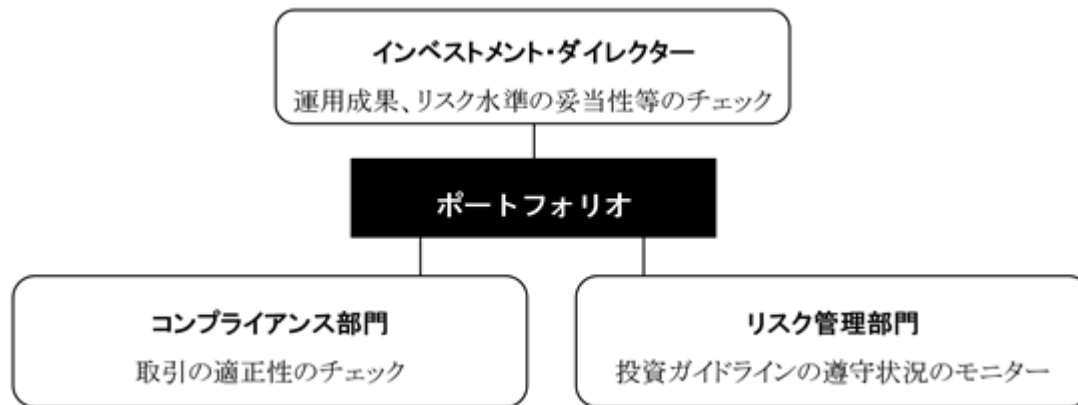 インベストメント・ダイレクター
運用成果、リスク水準の妥当性等のチェック
ポートフォリオ
コンプライアンス部門
取引の適正性のチェック
リスク管理部門
投資ガイドラインの遵守状況のモニター